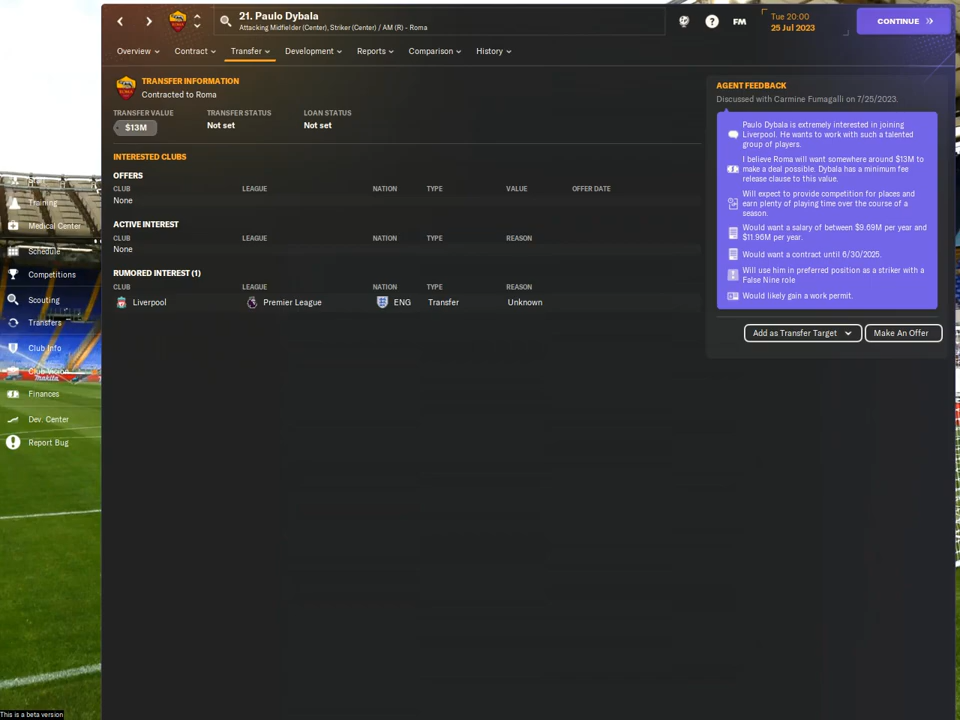 21. Paulo Dybala
Attacking Midfielder (Center), Striker (Center) / AM (R) - Roma
FM
Tue 20:00
25 Jul 2023
CONTINUE
Overview
Contract
Transfer
Development
Reports
Comparison
History
TRANSFER INFORMATION
Contracted to Roma
TRANSFER VALUE TRANSFER STATUS LOAN STATUS
$13M Not set Not set
INTERESTED CLUBS
OFFERS
CLUB LEAGUE NATION TYPE VALUE OFFER DATE
None
ACTIVE INTEREST
CLUB LEAGUE NATION TYPE REASON
None
RUMORED INTEREST (1)
CLUB LEAGUE NATION TYPE REASON
Liverpool Premier League ENG Transfer Unknown
AGENT FEEDBACK
Discussed with Carmine Fumagalli on 7/25/2023.
Paulo Dybala is extremely interested in joining
Liverpool. He wants to work with such a talented
group of players.
I believe Roma will want somewhere around $13M to
make a deal possible. Dybala has a minimum fee
release clause to this value.
Will expect to provide competition for places and
earn plenty of playing time over the course of a
season.
Would want a salary of between $9.69M per year and
$11.96M per year.
Would want a contract until 6/30/2025.
Will use him in preferred position as a striker with a
False Nine role
Would likely gain a work permit.
Add as Transfer Target
Make An Offer
Training
Medical Center
Schedule
Competitions
Scouting
Transfers
Club Info
Club Vision
Finances
Dev. Center
Report Bug
This is a beta version